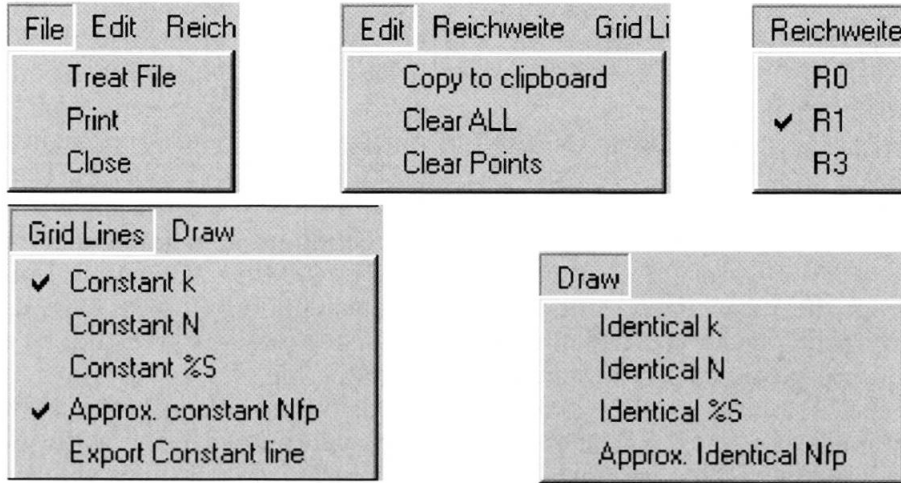 File Edit Reich
Treat File
Print
Close
Edit Reichweite Grid Li
Copy to clipboard
Clear ALL
Clear Points
Reichweite
R0
✓ R1
R3
Grid Lines Draw
✓ Constant k
Constant N
Constant %S
✓ Approx. constant Nfp
Export Constant line
Draw
Identical k
Identical N
Identical %S
Approx. Identical Nfp